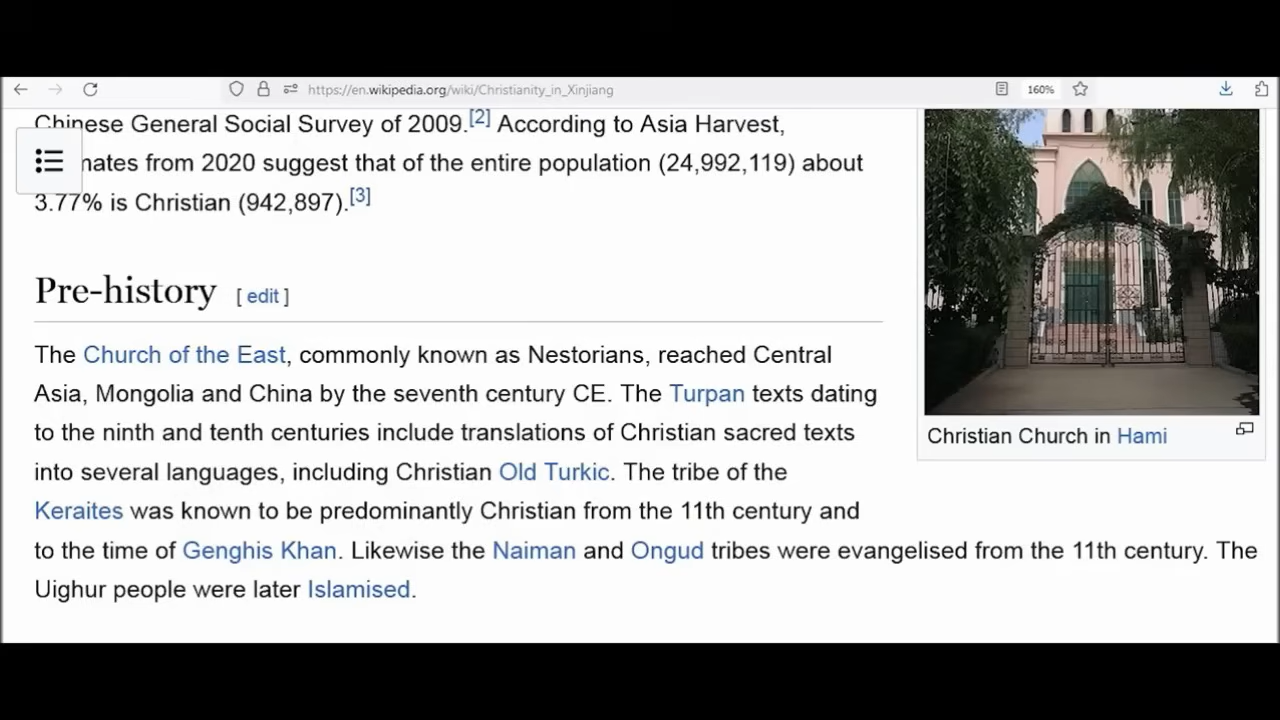 https://en.wikipedia.org/wiki/Christianity_in_Xinjiang
160%
Chinese General Social Survey of 2009.[2] According to Asia Harvest,
mates from 2020 suggest that of the entire population (24,992,119) about
3.77% is Christian (942,897).[3]
Pre-history [ edit ]
The Church of the East, commonly known as Nestorians, reached Central
Asia, Mongolia and China by the seventh century CE. The Turpan texts dating
to the ninth and tenth centuries include translations of Christian sacred texts
into several languages, including Christian Old Turkic. The tribe of the
Keraites was known to be predominantly Christian from the 11th century and
to the time of Genghis Khan. Likewise the Naiman and Ongud tribes were evangelised from the 11th century. The
Uighur people were later Islamised.
Christian Church in Hami